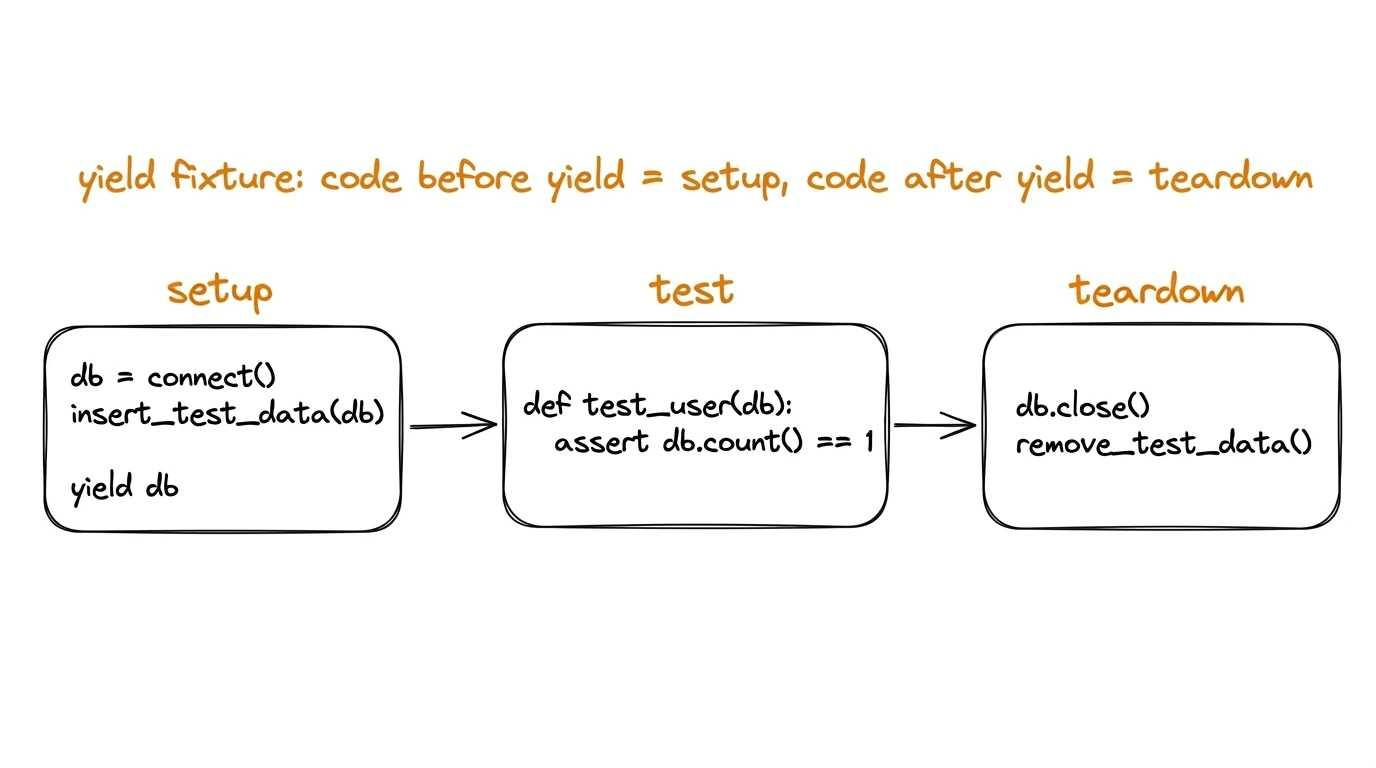 yield fixture: code before yield = setup, code after yield = teardown
setup
db = connect()
insert_test_data(db)
yield db
test
def test_user(db):
    assert db.count() == 1
teardown
db.close()
remove_test_data()